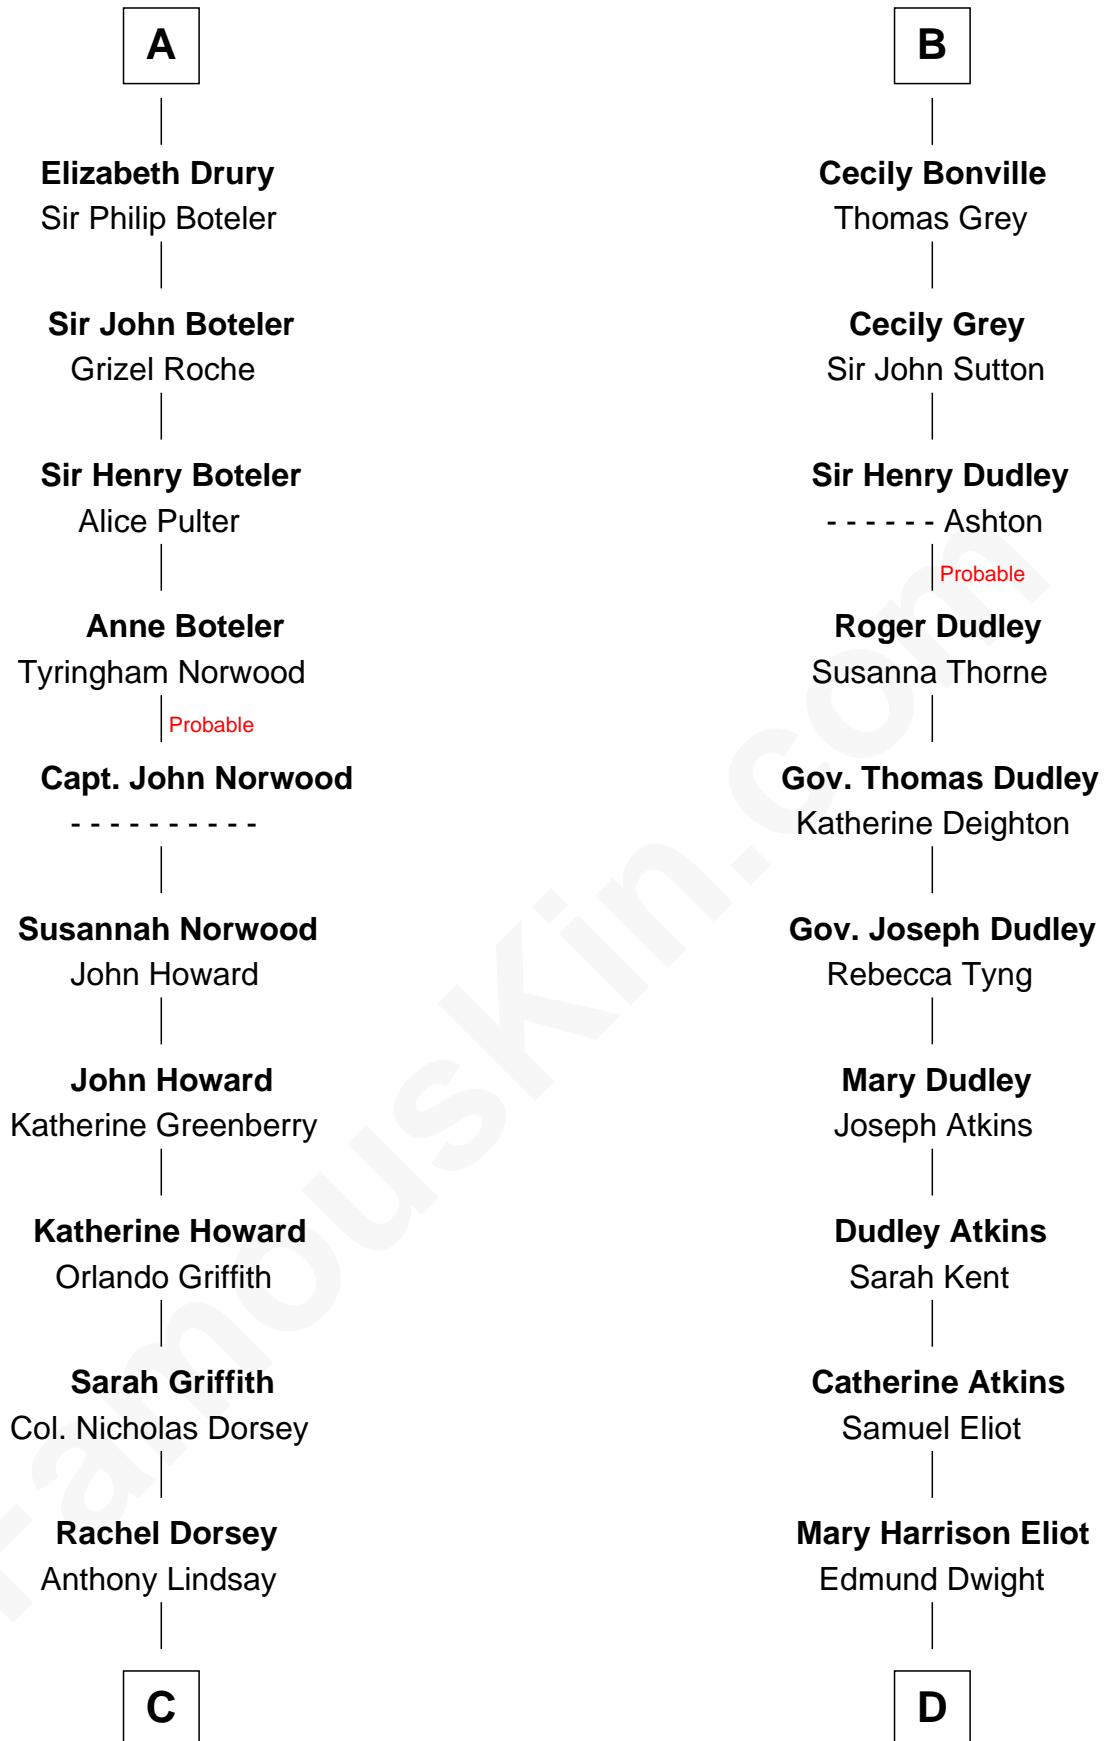 A
Elizabeth Drury
Sir Philip Boteler
Sir John Boteler
Grizel Roche
Sir Henry Boteler
Alice Pulter
Anne Boteler
Tyringham Norwood
Probable
Capt. John Norwood
- - - - - - - - - -
Susannah Norwood
John Howard
John Howard
Katherine Greenberry
Katherine Howard
Orlando Griffith
Sarah Griffith
Col. Nicholas Dorsey
Rachel Dorsey
Anthony Lindsay
C
B
Cecily Bonville
Thomas Grey
Cecily Grey
Sir John Sutton
Sir Henry Dudley
- - - - - - Ashton
Probable
Roger Dudley
Susanna Thorne
Gov. Thomas Dudley
Katherine Deighton
Gov. Joseph Dudley
Rebecca Tyng
Mary Dudley
Joseph Atkins
Dudley Atkins
Sarah Kent
Catherine Atkins
Samuel Eliot
Mary Harrison Eliot
Edmund Dwight
D
FamousKin.com